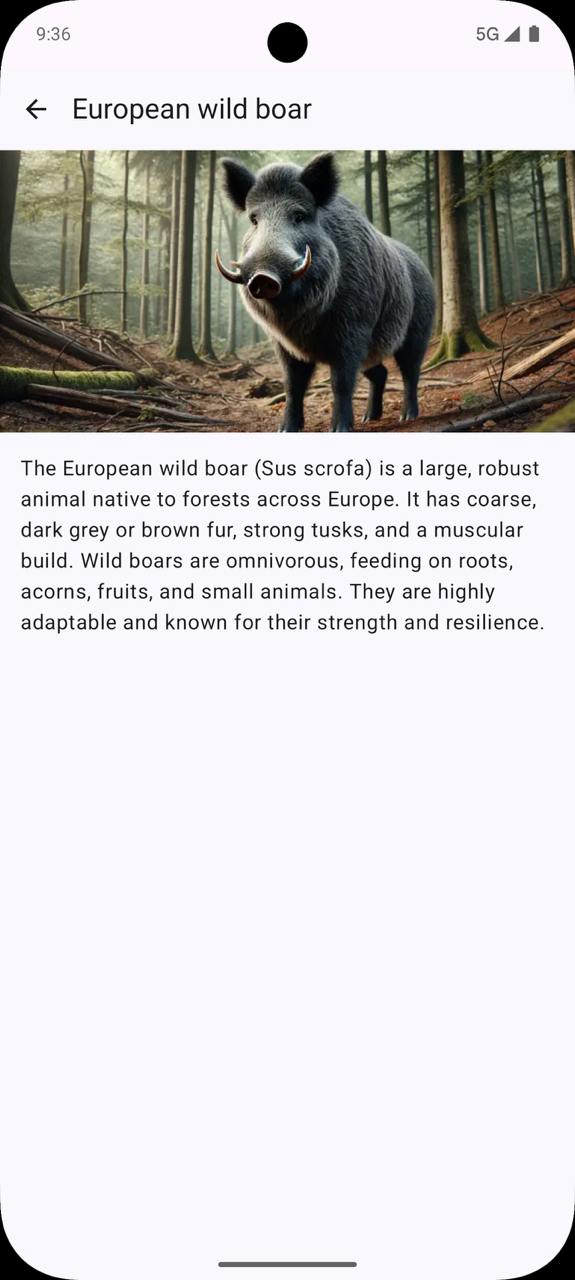 9:36
5G
European wild boar
The European wild boar (Sus scrofa) is a large, robust
animal native to forests across Europe. It has coarse,
dark grey or brown fur, strong tusks, and a muscular
build. Wild boars are omnivorous, feeding on roots,
acorns, fruits, and small animals. They are highly
adaptable and known for their strength and resilience.